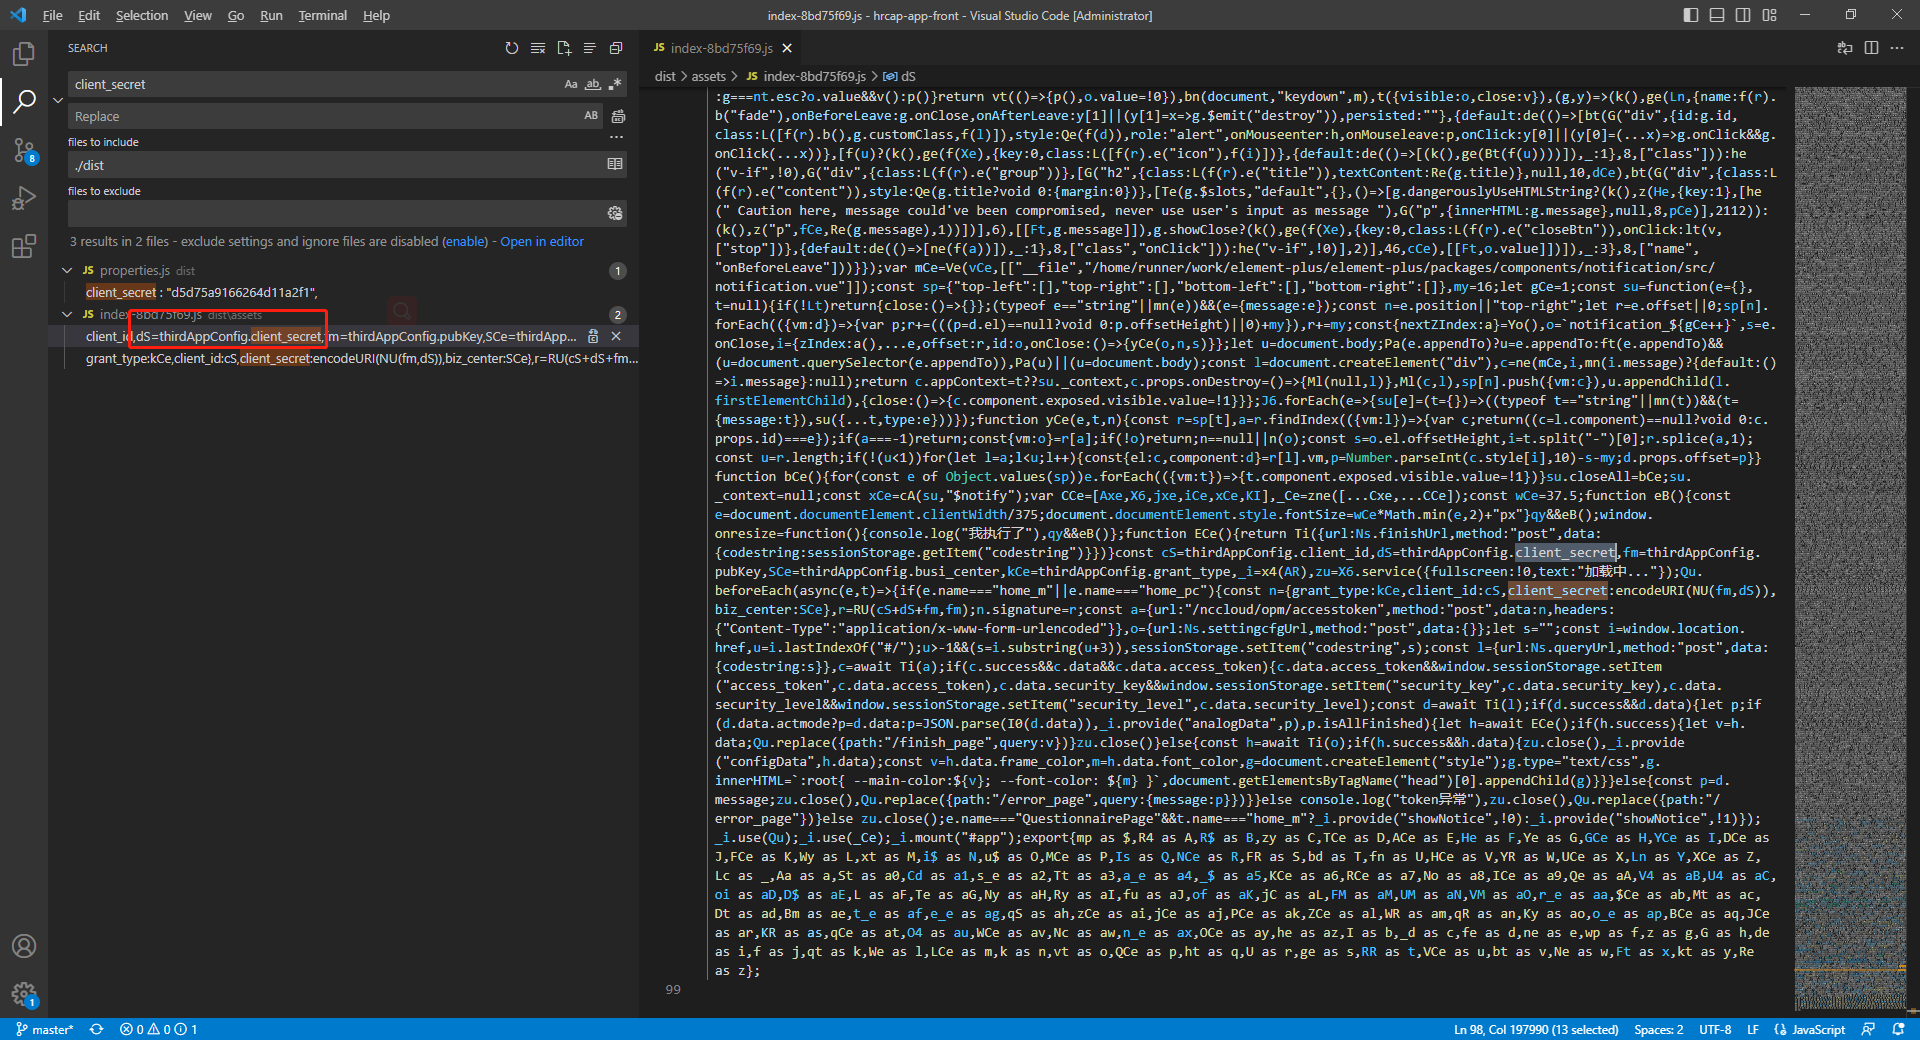 File Edit Selection View Go Run Terminal Help
index-8bd75f69.js - hrcap-app-front - Visual Studio Code [Administrator]
SEARCH
client_secret
Aa ab .*
Replace
AB
files to include
./dist
files to exclude
3 results in 2 files - exclude settings and ignore files are disabled (enable) - Open in editor
JS properties.js dist 1
client_secret : "d5d75a9166264d11a2f1",
JS index-8bd75f69.js dist\assets 2
client_id,dS=thirdAppConfig.client_secret,fm=thirdAppConfig.pubKey,SCe=thirdApp...
grant_type:kCe,client_id:cS,client_secret:encodeURI(NU(fm,dS)),biz_center:SCe},r=RU(cS+dS+fm...
8
1
JS index-8bd75f69.js
dist > assets > JS index-8bd75f69.js > dS
:g===nt.esc?o.value&&v():p()}return vt(()=>{p(),o.value=!0}),bn(document,"keydown",m),t({visible:o,close:v}),(g,y)=>(k(),ge(Ln,{name:f(r).
b("fade"),onBeforeLeave:g.onClose,onAfterLeave:y[1]||(y[1]=x=>g.$emit("destroy")),persisted:""},{default:de(()=>[bt(G("div",{id:g.id,
class:L([f(r).b(),g.customClass,f(l)]),style:Qe(f(d)),role:"alert",onMouseenter:h,onMouseleave:p,onClick:y[0]||(y[0]=(...x)=>g.onClick&&g.
onClick(...x))},[f(u)?(k(),ge(f(Xe),{key:0,class:L([f(r).e("icon"),f(i)])},{default:de(()=>[(k(),ge(Bt(f(u))))]),_:1},8,["class"])):he
("v-if",!0),G("div",{class:L(f(r).e("group"))},[G("h2",{class:L(f(r).e("title")),textContent:Re(g.title)},null,10,dCe),bt(G("div",{class:L
(f(r).e("content")),style:Qe(g.title?void 0:{margin:0})},[Te(g.$slots,"default",{},()=>[g.dangerouslyUseHTMLString?(k(),z(He,{key:1},[he
(" Caution here, message could've been compromised, never use user's input as message "),G("p",{innerHTML:g.message},null,8,pCe)],2112)):
(k(),z("p",fCe,Re(g.message),1))])],6),[[Ft,g.message]]),g.showClose?(k(),ge(f(Xe),{key:0,class:L(f(r).e("closeBtn")),onClick:lt(v,
["stop"])},{default:de(()=>[ne(f(a))]),_:1},8,["class","onClick"])):he("v-if",!0)],2)],46,cCe),[[Ft,o.value]])]),_:3},8,["name",
"onBeforeLeave"]))}});var mCe=Ve(vCe,[["__file","/home/runner/work/element-plus/element-plus/packages/components/notification/src/
notification.vue"]]);const sp={"top-left":[],"top-right":[],"bottom-left":[],"bottom-right":[]},my=16;let gCe=1;const su=function(e={},
t=null){if(!Lt)return{close:()=>{}};(typeof e=="string"||mn(e))&&(e={message:e});const n=e.position||"top-right";let r=e.offset||0;sp[n].
forEach(({vm:d})=>{var p;r+=(((p=d.el)==null?void 0:p.offsetHeight)||0)+my}),r+=my;const{nextZIndex:a}=Yo(),o=`notification_${gCe++}`,s=e.
onClose,i={zIndex:a(),...e,offset:r,id:o,onClose:()=>{yCe(o,n,s)}};let u=document.body;Pa(e.appendTo)?u=e.appendTo:ft(e.appendTo)&&
(u=document.querySelector(e.appendTo)),Pa(u)||(u=document.body);const l=document.createElement("div"),c=ne(mCe,i,mn(i.message)?{default:()
=>i.message}:null);return c.appContext=t??su._context,c.props.onDestroy=()=>{Ml(null,l)},Ml(c,l),sp[n].push({vm:c}),u.appendChild(l.
firstElementChild),{close:()=>{c.component.exposed.visible.value=!1}}};J6.forEach(e=>{su[e]=(t={})=>((typeof t=="string"||mn(t))&&(t=
{message:t}),su({...t,type:e}))});function yCe(e,t,n){const r=sp[t],a=r.findIndex(({vm:l})=>{var c;return((c=l.component)==null?void 0:c.
props.id)===e});if(a===-1)return;const{vm:o}=r[a];if(!o)return;n==null||n(o);const s=o.el.offsetHeight,i=t.split("-")[0];r.splice(a,1);
const u=r.length;if(!(u<1))for(let l=a;l<u;l++){const{el:c,component:d}=r[l].vm,p=Number.parseInt(c.style[i],10)-s-my;d.props.offset=p}}
function bCe(){for(const e of Object.values(sp))e.forEach(({vm:t})=>{t.component.exposed.visible.value=!1})}su.closeAll=bCe;su.
_context=null;const xCe=cA(su,"$notify");var CCe=[Axe,X6,jxe,iCe,xCe,KI],_Ce=zne([...Cxe,...CCe]);const wCe=37.5;function eB(){const
e=document.documentElement.clientWidth/375;document.documentElement.style.fontSize=wCe*Math.min(e,2)+"px"}qy&&eB();window.
onresize=function(){console.log("我执行了"),qy&&eB()};function ECe(){return Ti({url:Ns.finishUrl,method:"post",data:
{codestring:sessionStorage.getItem("codestring")}})}const cS=thirdAppConfig.client_id,dS=thirdAppConfig.client_secret,fm=thirdAppConfig.
pubKey,SCe=thirdAppConfig.busi_center,kCe=thirdAppConfig.grant_type,_i=x4(AR),zu=X6.service({fullscreen:!0,text:"加载中..."});Qu.
beforeEach(async(e,t)=>{if(e.name==="home_m"||e.name==="home_pc"){const n={grant_type:kCe,client_id:cS,client_secret:encodeURI(NU(fm,dS)),
biz_center:SCe},r=RU(cS+dS+fm,fm);n.signature=r;const a={url:"/nccloud/opm/accesstoken",method:"post",data:n,headers:
{"Content-Type":"application/x-www-form-urlencoded"}},o={url:Ns.settingcfgUrl,method:"post",data:{}};let s="";const i=window.location.
href,u=i.lastIndexOf("#/");u>-1&&(s=i.substring(u+3)),sessionStorage.setItem("codestring",s);const l={url:Ns.queryUrl,method:"post",data:
{codestring:s}},c=await Ti(a);if(c.success&&c.data&&c.data.access_token){c.data.access_token&&window.sessionStorage.setItem
("access_token",c.data.access_token),c.data.security_key&&window.sessionStorage.setItem("security_key",c.data.security_key),c.data.
security_level&&window.sessionStorage.setItem("security_level",c.data.security_level);const d=await Ti(l);if(d.success&&d.data){let p;if
(d.data.actmode?p=d.data:p=JSON.parse(I0(d.data)),_i.provide("analogData",p),p.isAllFinished){let h=await ECe();if(h.success){let v=h.
data;Qu.replace({path:"/finish_page",query:v})}zu.close()}else{const h=await Ti(o);if(h.success&&h.data){zu.close(),_i.provide
("configData",h.data);const v=h.data.frame_color,m=h.data.font_color,g=document.createElement("style");g.type="text/css",g.
innerHTML=`:root{ --main-color:${v}; --font-color: ${m} }`,document.getElementsByTagName("head")[0].appendChild(g)}}}else{const p=d.
message;zu.close(),Qu.replace({path:"/error_page",query:{message:p}})}}else console.log("token异常"),zu.close(),Qu.replace({path:"/
error_page"})}else zu.close();e.name==="QuestionnairePage"&&t.name==="home_m"?_i.provide("showNotice",!0):_i.provide("showNotice",!1)});
_i.use(Qu);_i.use(_Ce);_i.mount("#app");export{mp as $,R4 as A,R$ as B,zy as C,TCe as D,ACe as E,He as F,Ye as G,GCe as H,YCe as I,DCe as
J,FCe as K,Wy as L,xt as M,i$ as N,u$ as O,MCe as P,Is as Q,NCe as R,FR as S,bd as T,fn as U,HCe as V,YR as W,UCe as X,Ln as Y,XCe as Z,
Lc as _,Aa as a,St as a0,Cd as a1,s_e as a2,Tt as a3,a_e as a4,_$ as a5,KCe as a6,RCe as a7,No as a8,ICe as a9,Qe as aA,V4 as aB,U4 as aC,
oi as aD,D$ as aE,L as aF,Te as aG,Ny as aH,Ry as aI,fu as aJ,of as aK,jC as aL,FM as aM,UM as aN,VM as aO,r_e as aa,$Ce as ab,Mt as ac,
Dt as ad,Bm as ae,t_e as af,e_e as ag,qS as ah,zCe as ai,jCe as aj,PCe as ak,ZCe as al,WR as am,qR as an,Ky as ao,o_e as ap,BCe as aq,JCe
as ar,KR as as,qCe as at,O4 as au,WCe as av,Nc as aw,n_e as ax,OCe as ay,he as az,I as b,_d as c,fe as d,ne as e,wp as f,z as g,G as h,de
as i,f as j,qt as k,We as l,LCe as m,k as n,vt as o,QCe as p,ht as q,U as r,ge as s,RR as t,VCe as u,bt as v,Ne as w,Ft as x,kt as y,Re
as z};
99
master* 0 0 1
Ln 98, Col 197990 (13 selected) Spaces: 2 UTF-8 LF JavaScript